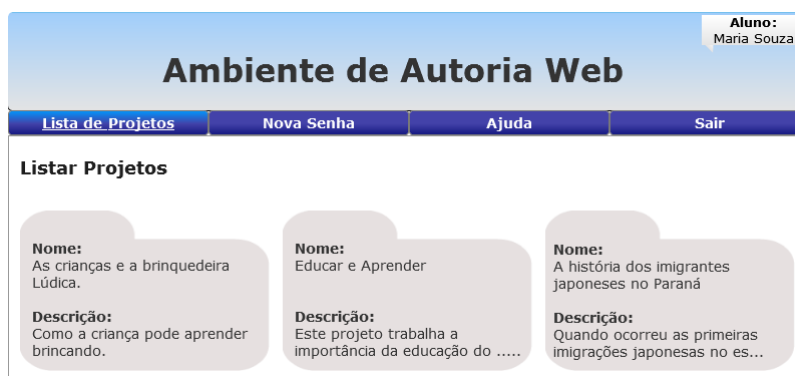 Aluno:
Maria Souza
Ambiente de Autoria Web
Lista de Projetos
Nova Senha
Ajuda
Sair
Listar Projetos
Nome:
As crianças e a brinquedeira
Lúdica.
Descrição:
Como a criança pode aprender
brincando.
Nome:
Educar e Aprender
Descrição:
Este projeto trabalha a
importância da educação do .....
Nome:
A história dos imigrantes
japoneses no Paraná
Descrição:
Quando ocorreu as primeiras
imigrações japonesas no es...